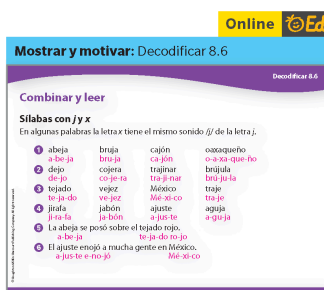 Online Ed
Mostrar y motivar: Decodificar 8.6
Decodificar 8.6
Combinar y leer
Sílabas con j y x
En algunas palabras la letra x tiene el mismo sonido /j/ de la letra j.
1 abeja bruja cajón oaxaqueño
a-be-ja bru-ja ca-jón o-a-xa-que-ño
2 dejo cojera trajinar brújula
de-jo co-je-ra tra-ji-nar brú-ju-la
3 tejado vejez México traje
te-ja-do ve-jez Mé-xi-co tra-je
4 jirafa jabón ajuste aguja
ji-ra-fa ja-bón a-jus-te a-gu-ja
5 La abeja se posó sobre el tejado rojo.
a-be-ja te-ja-do ro-jo
6 El ajuste enojó a mucha gente en México.
a-jus-te e-no-jó Mé-xi-co